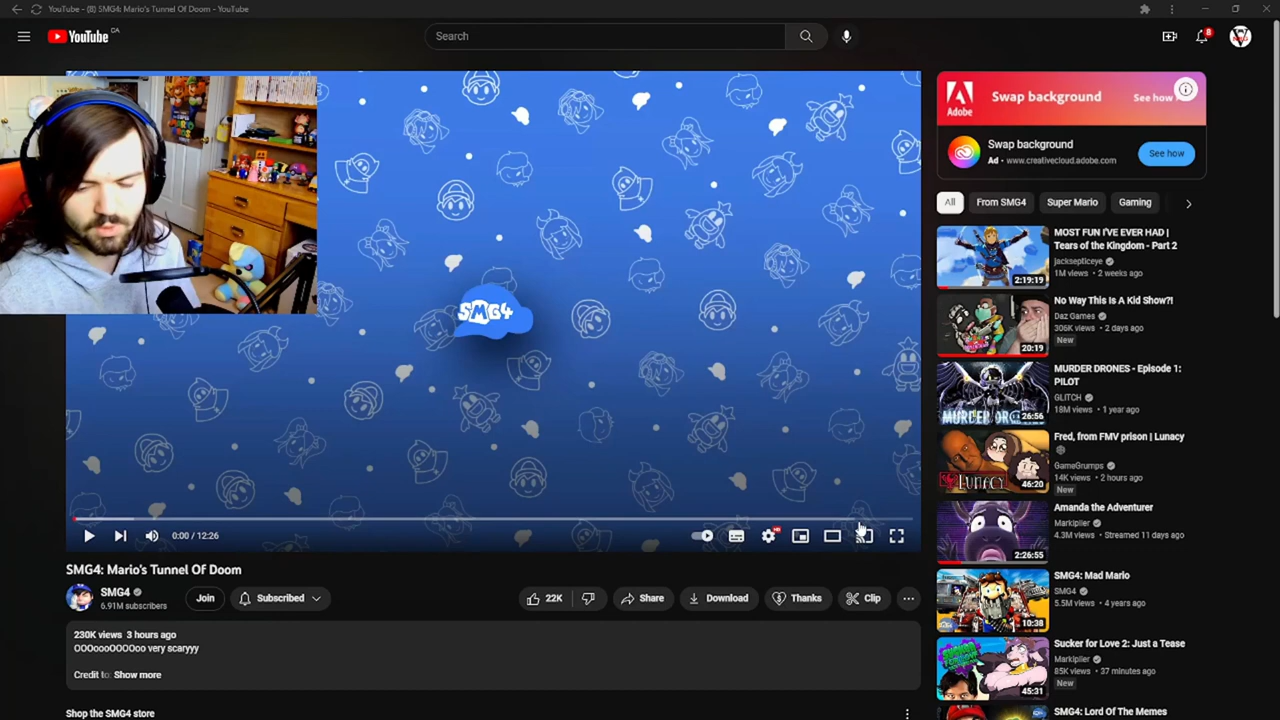 YouTube - (8) SMG4: Mario's Tunnel Of Doom - YouTube
YouTube CA
Search
8
SMG4
0:00 / 12:26
HD
SMG4: Mario's Tunnel Of Doom
SMG4
6.91M subscribers
Join
Subscribed
22K
Share
Download
Thanks
Clip
230K views 3 hours ago
OOOoooOOOOoo very scaryyy
Credit to: Show more
Shop the SMG4 store
Adobe
Swap background
See how
Swap background
Ad • www.creativecloud.adobe.com
See how
All
From SMG4
Super Mario
Gaming
2:19:19
MOST FUN I'VE EVER HAD |
Tears of the Kingdom - Part 2
jacksepticeye
1M views • 2 weeks ago
20:19
No Way This Is A Kid Show?!
Daz Games
306K views • 2 days ago
New
26:56
MURDER DRONES - Episode 1:
PILOT
GLITCH
18M views • 1 year ago
LUNACY
46:20
Fred, from FMV prison | Lunacy
GameGrumps
14K views • 2 hours ago
New
2:26:55
Amanda the Adventurer
Markiplier
4.3M views • Streamed 11 days ago
10:38
SMG4: Mad Mario
SMG4
5.5M views • 4 years ago
45:31
Sucker for Love 2: Just a Tease
Markiplier
85K views • 37 minutes ago
New
SMG4: Lord Of The Memes